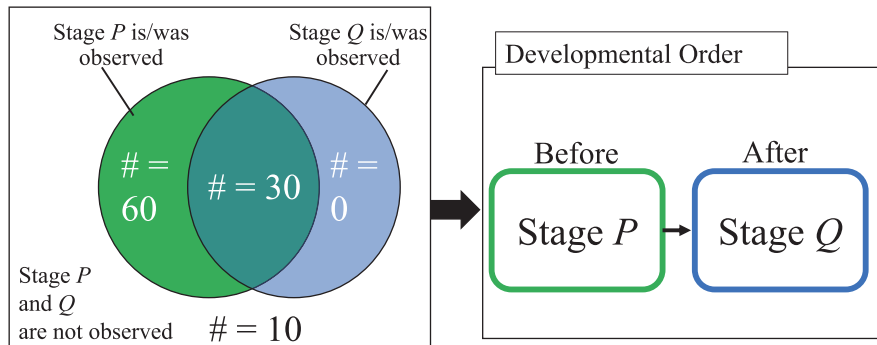 Stage P is/was
observed
Stage Q is/was
observed
# =
60
# = 30
# =
0
Stage P
and Q
are not observed
# = 10
Developmental Order
Before
After
Stage P
Stage Q